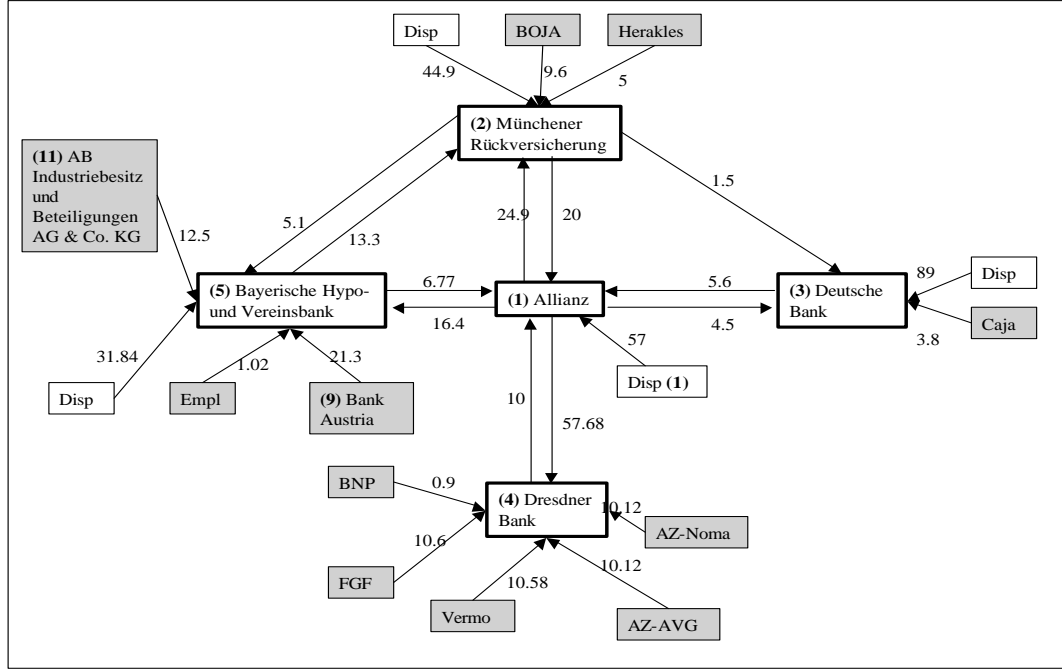 Disp
BOJA
Herakles
44.9
9.6
5
(2) Münchener
Rückversicherung
(11) AB
Industriebesitz
und
Beteiligungen
AG & Co. KG
12.5
5.1
13.3
24.9
20
1.5
(5) Bayerische Hypo-
und Vereinsbank
6.77
16.4
(1) Allianz
5.6
4.5
(3) Deutsche
Bank
89
Disp
Caja
3.8
31.84
1.02
21.3
57
Disp
Empl
(9) Bank
Austria
Disp (1)
10
57.68
BNP
0.9
(4) Dresdner
Bank
10.12
AZ-Noma
10.6
FGF
10.58
10.12
Vermo
AZ-AVG